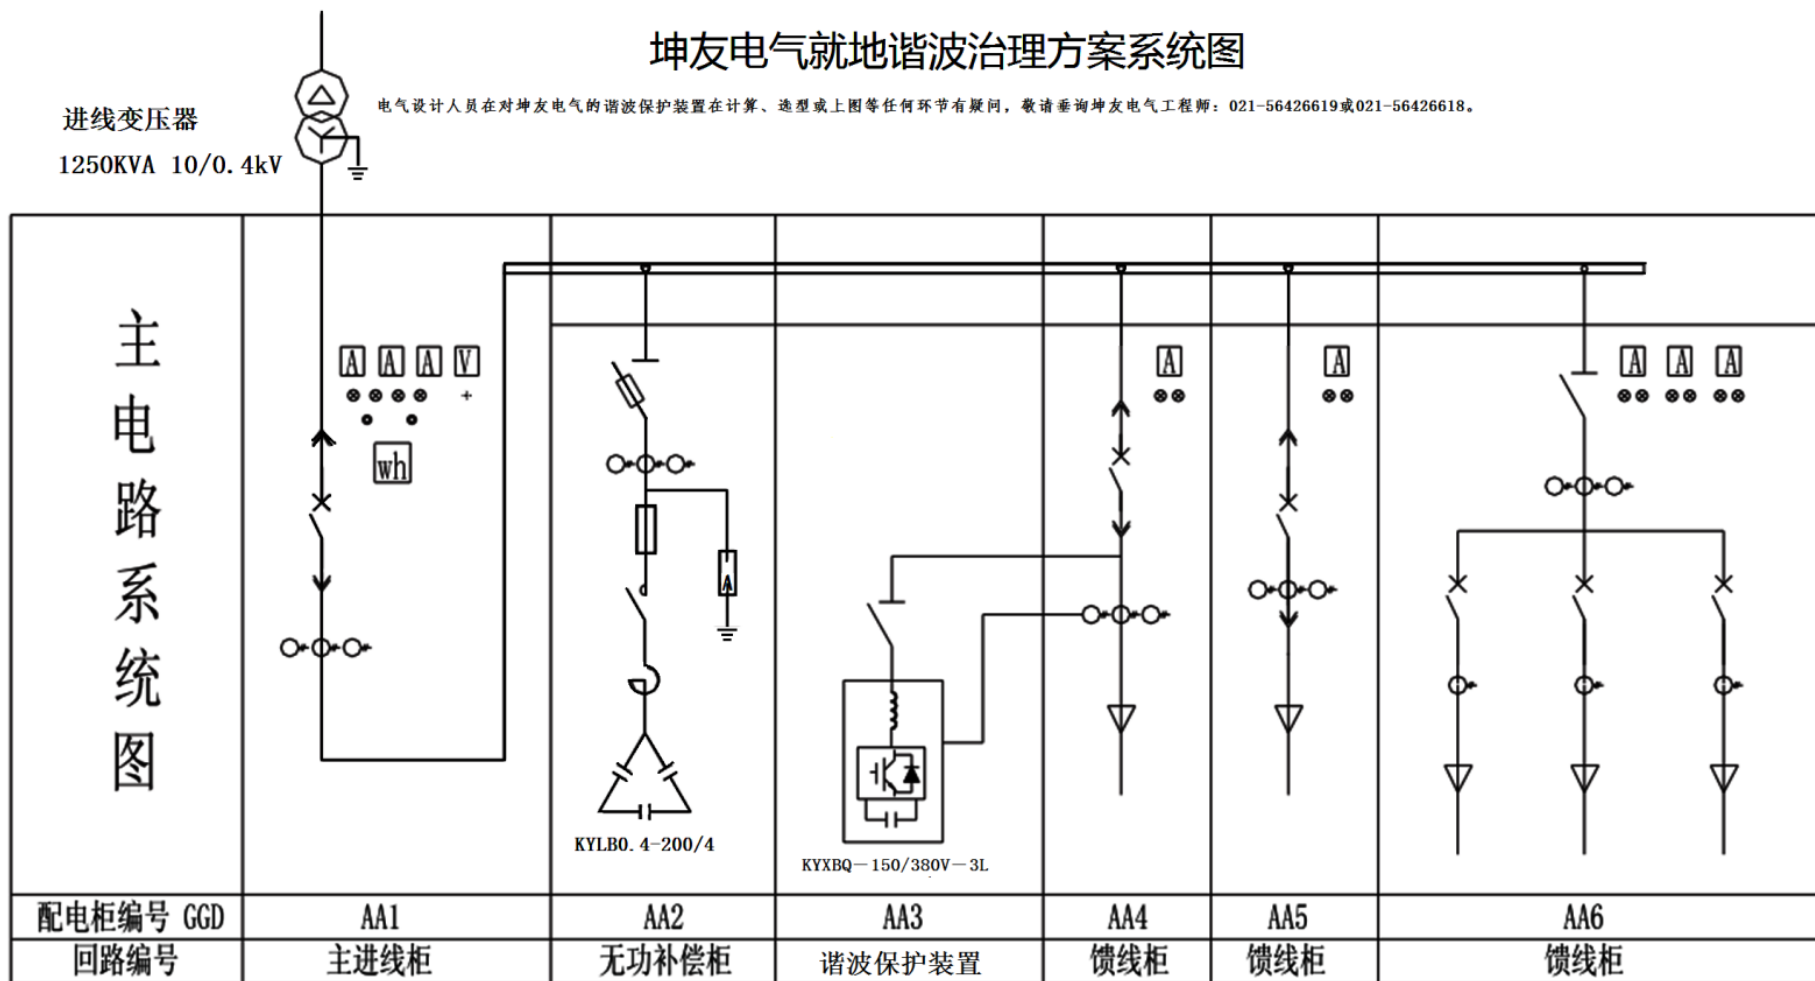 坤友电气就地谐波治理方案系统图
电气设计人员在对坤友电气的谐波保护装置在计算、选型或上图等任何环节有疑问，敬请垂询坤友电气工程师：021-56426619或021-56426618。
进线变压器
1250KVA 10/0.4kV
主电路系统图
A A A V
wh
A
A
A
A A A
KYLB0.4-200/4
KYXBQ－150/380V－3L
配电柜编号 GGD AA1 AA2 AA3 AA4 AA5 AA6
回路编号 主进线柜 无功补偿柜 谐波保护装置 馈线柜 馈线柜 馈线柜